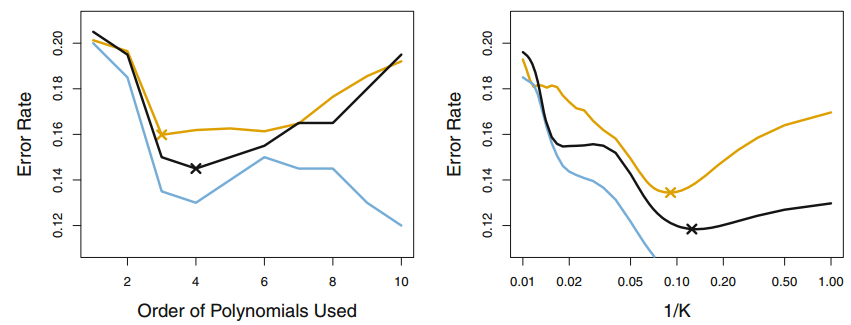 Error Rate
0.20
0.18
0.16
0.14
0.12
2 4 6 8 10
Order of Polynomials Used
Error Rate
0.20
0.18
0.16
0.14
0.12
0.01 0.02 0.05 0.10 0.20 0.50 1.00
1/K